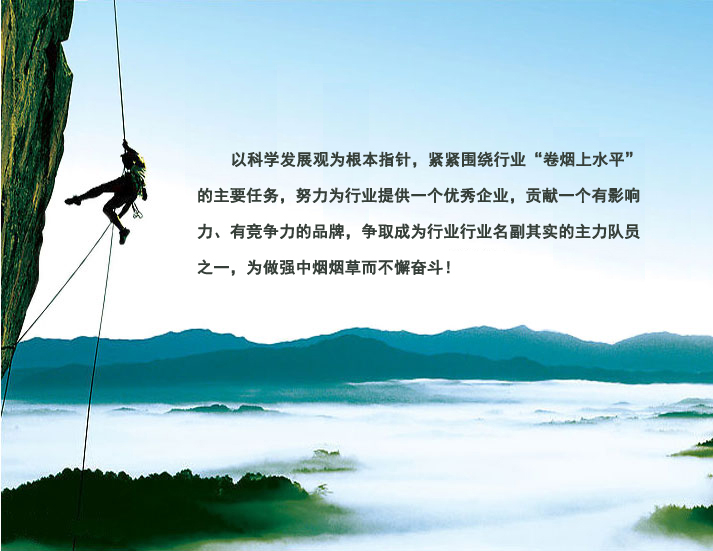 以科学发展观为根本指针，紧紧围绕行业“卷烟上水平”
的主要任务，努力为行业提供一个优秀企业，贡献一个有影响
力、有竞争力的品牌，争取成为行业行业名副其实的主力队员
之一，为做强中烟烟草而不懈奋斗！